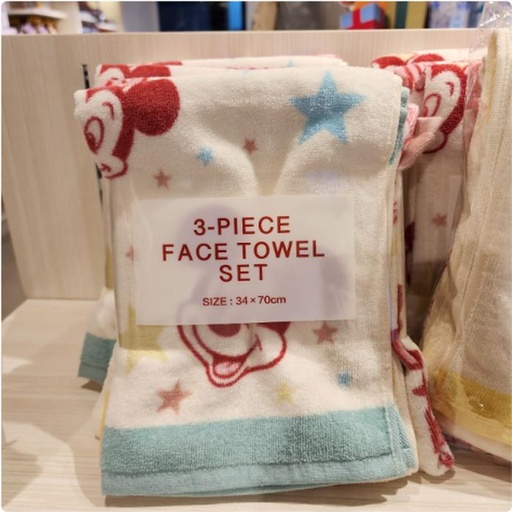 3-PIECE
FACE TOWEL
SET
SIZE : 34×70cm